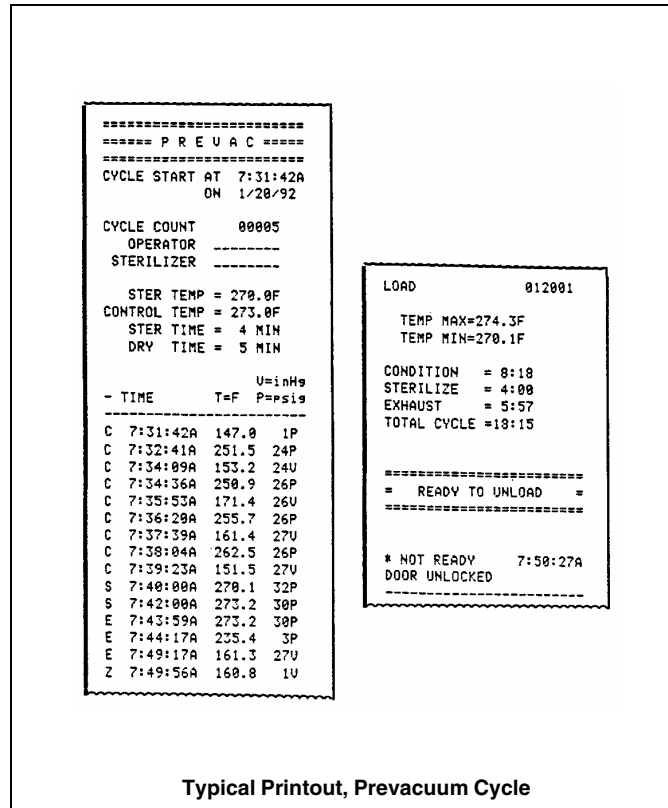 =========================
====== P R E V A C =====
=========================
CYCLE START AT 7:31:42A
ON 1/20/92
CYCLE COUNT 00005
OPERATOR ________
STERILIZER ________
STER TEMP = 270.0F
CONTROL TEMP = 273.0F
STER TIME = 4 MIN
DRY TIME = 5 MIN
V=inHg
- TIME T=F P=psig
-------------------------
C 7:31:42A 147.0 1P
C 7:32:41A 251.5 24P
C 7:34:09A 153.2 24V
C 7:34:36A 250.9 26P
C 7:35:53A 171.4 26V
C 7:36:20A 255.7 26P
C 7:37:39A 161.4 27V
C 7:38:04A 262.5 26P
C 7:39:23A 151.5 27V
S 7:40:00A 270.1 32P
S 7:42:00A 273.2 30P
E 7:43:59A 273.2 30P
E 7:44:17A 235.4 3P
E 7:49:17A 161.3 27V
Z 7:49:56A 160.8 1V
LOAD 012001
TEMP MAX=274.3F
TEMP MIN=270.1F
CONDITION = 8:18
STERILIZE = 4:00
EXHAUST = 5:57
TOTAL CYCLE =18:15
=========================
= READY TO UNLOAD =
=========================
* NOT READY 7:50:27A
DOOR UNLOCKED
-------------------------
Typical Printout, Prevacuum Cycle